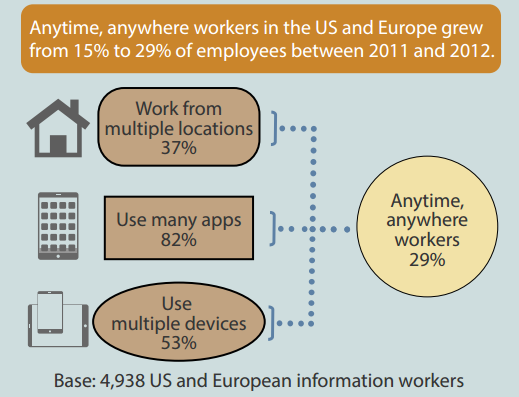 Anytime, anywhere workers in the US and Europe grew
from 15% to 29% of employees between 2011 and 2012.
Work from
multiple locations
37%
Use many apps
82%
Use
multiple devices
53%
Anytime,
anywhere
workers
29%
Base: 4,938 US and European information workers